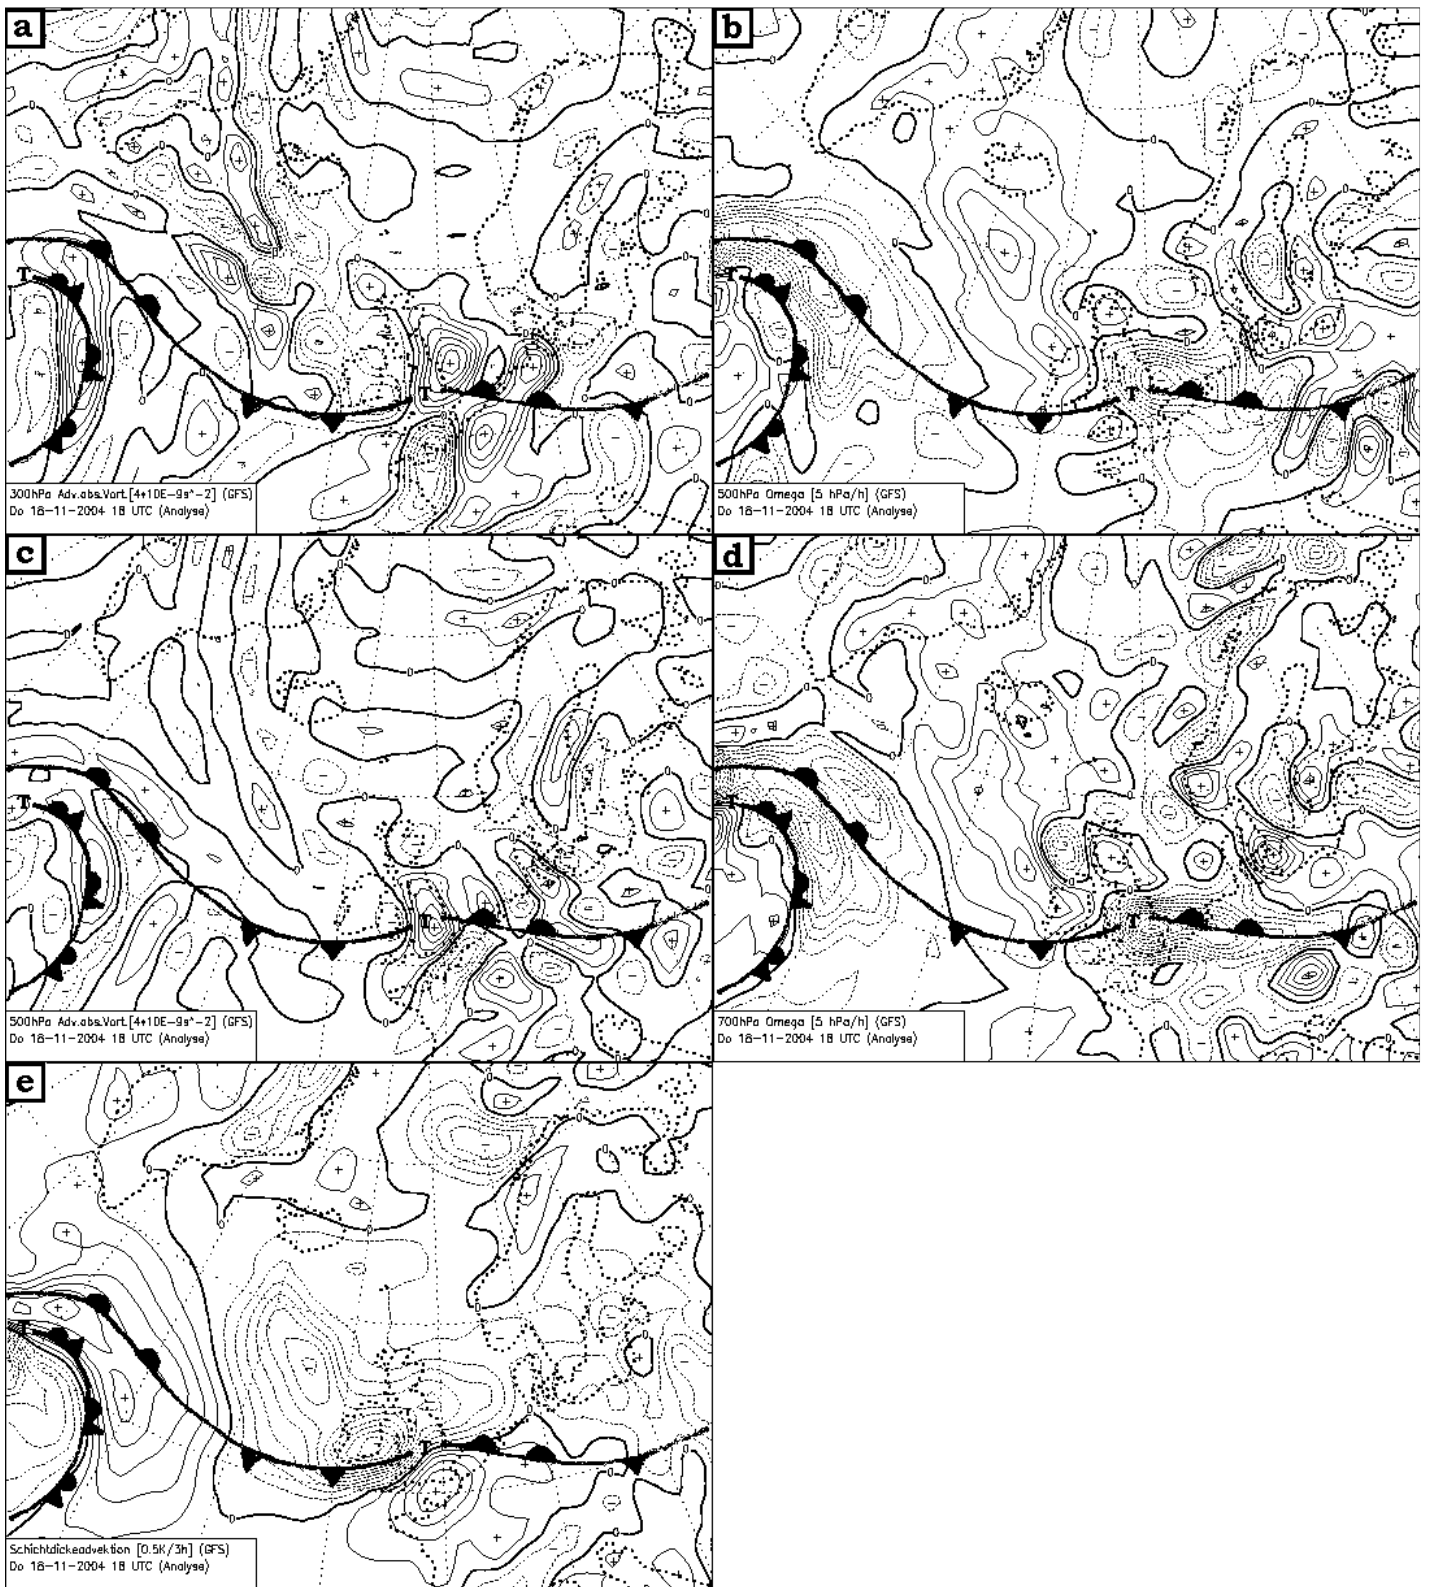 a
b
300hPa Adv.abs.Vort.[4*10E-9s^-2] (GFS)
Do 18-11-2004 18 UTC (Analyse)
500hPa Omega [5 hPa/h] (GFS)
Do 18-11-2004 18 UTC (Analyse)
c
d
500hPa Adv.abs.Vort.[4*10E-9s^-2] (GFS)
Do 18-11-2004 18 UTC (Analyse)
700hPa Omega [5 hPa/h] (GFS)
Do 18-11-2004 18 UTC (Analyse)
e
Schichtdickeadvektion [0.5K/3h] (GFS)
Do 18-11-2004 18 UTC (Analyse)